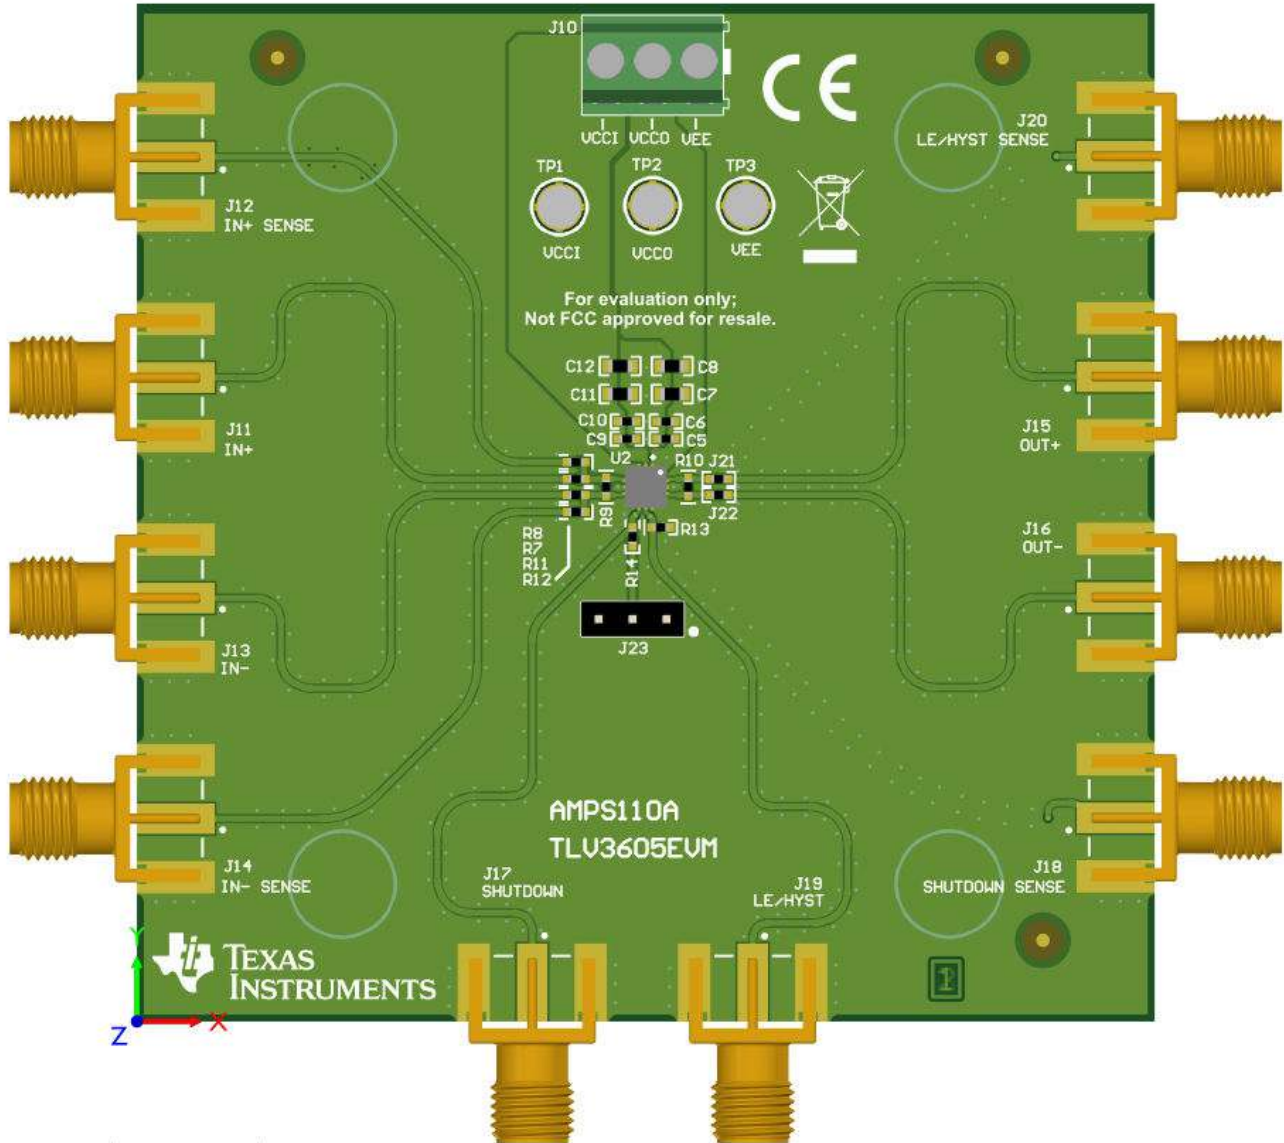 J10
VCCI VCCO VEE
TP1
TP2
TP3
VCCI
VCCO
VEE
CE
J20
LE/HYST SENSE
J12
IN+ SENSE
For evaluation only;
Not FCC approved for resale.
C12
C8
C11
C7
C10
C6
C9
C5
J11
IN+
J15
OUT+
U2
R10
J21
R9
J22
R8
R7
R11
R12
R14
R13
J16
OUT-
J23
J13
IN-
AMPS110A
TLV3605EVM
J14
IN- SENSE
J17
SHUTDOWN
J19
LE/HYST
J18
SHUTDOWN SENSE
TEXAS
INSTRUMENTS
Y
Z
X